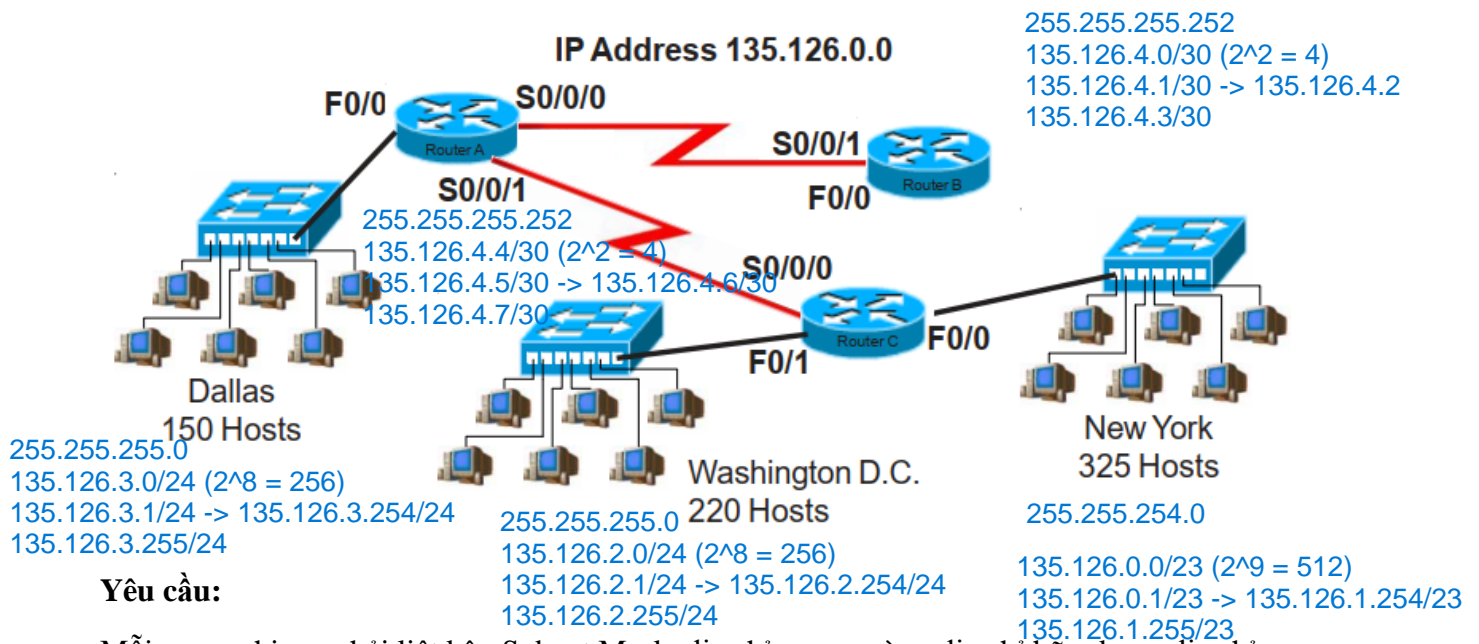 255.255.255.252
135.126.4.0/30 (2^2 = 4)
135.126.4.1/30 -> 135.126.4.2
135.126.4.3/30
IP Address 135.126.0.0
F0/0
S0/0/0
Router A
S0/0/1
S0/0/1
Router B
F0/0
255.255.255.252
135.126.4.4/30 (2^2 = 4)
135.126.4.5/30 -> 135.126.4.6/30
135.126.4.7/30
S0/0/0
Router C
F0/1
F0/0
Dallas
150 Hosts
255.255.255.0
135.126.3.0/24 (2^8 = 256)
135.126.3.1/24 -> 135.126.3.254/24
135.126.3.255/24
Washington D.C.
220 Hosts
255.255.255.0
135.126.2.0/24 (2^8 = 256)
135.126.2.1/24 -> 135.126.2.254/24
135.126.2.255/24
New York
325 Hosts
255.255.254.0
135.126.0.0/23 (2^9 = 512)
135.126.0.1/23 -> 135.126.1.254/23
135.126.1.255/23
Yêu cầu: